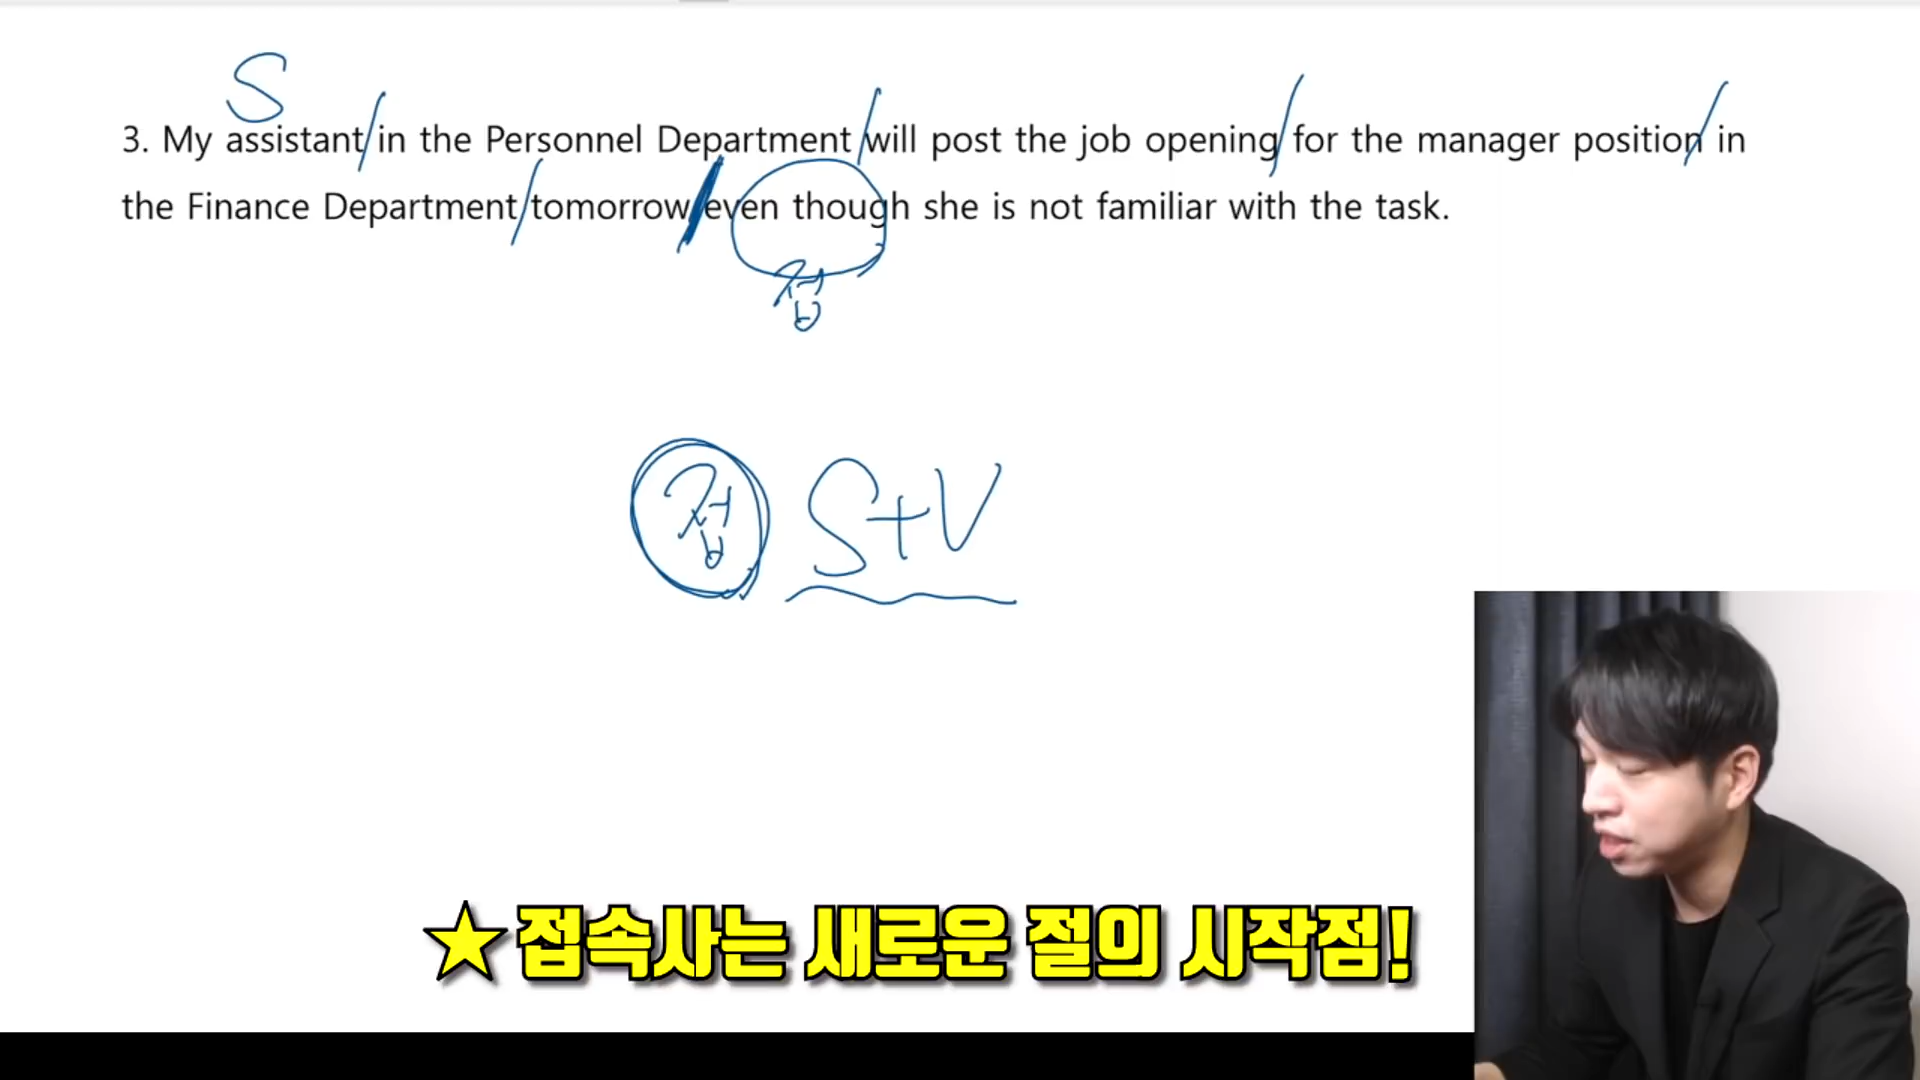 S
3. My assistant in the Personnel Department will post the job opening for the manager position in
the Finance Department tomorrow even though she is not familiar with the task.
접
접 S+V
★접속사는 새로운 절의 시작점!